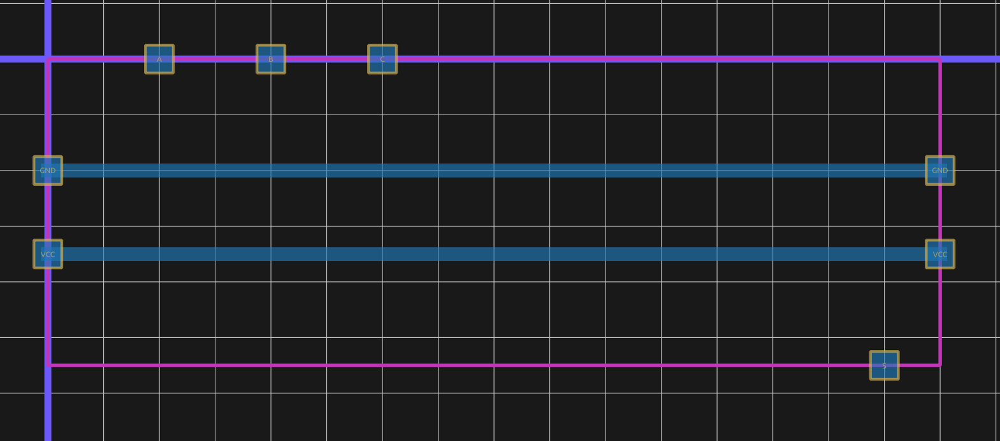 A B C
GND GND
VCC VCC
S